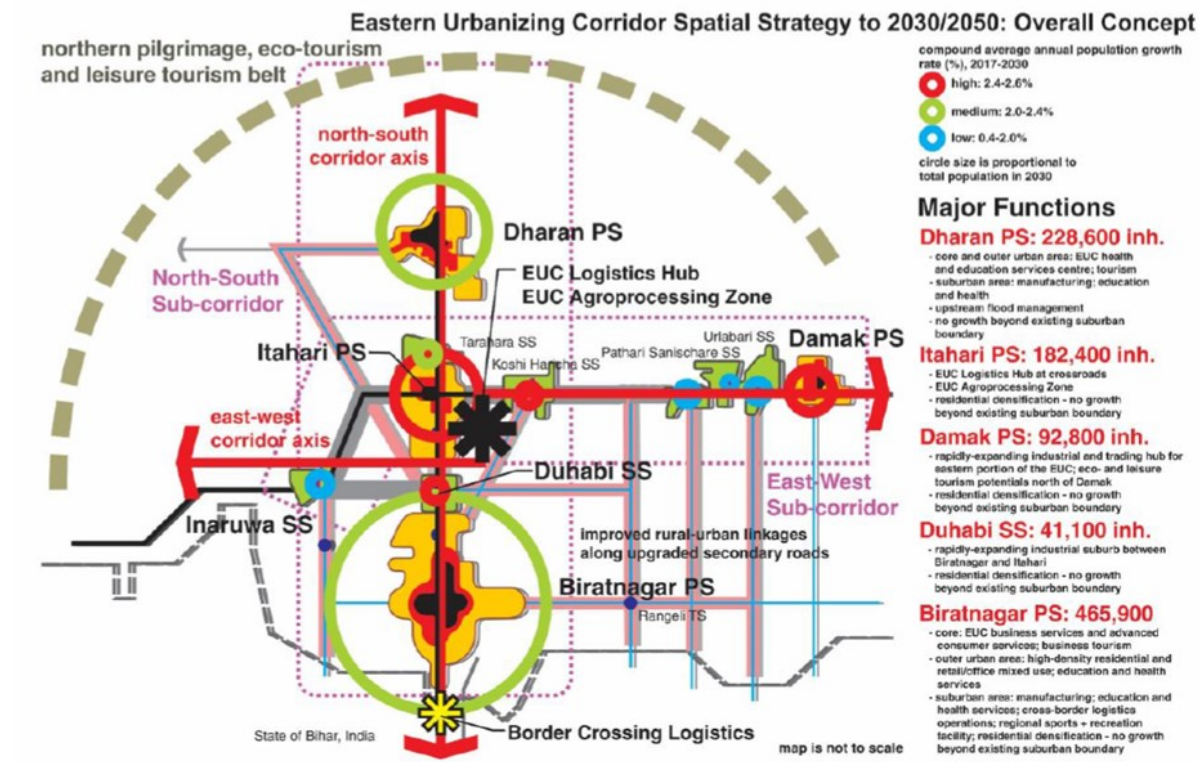 Eastern Urbanizing Corridor Spatial Strategy to 2030/2050: Overall Concept
northern pilgrimage, eco-tourism
and leisure tourism belt
compound average annual population growth
rate (%), 2017-2030
high: 2.4-2.6%
medium: 2.0-2.4%
low: 0.4-2.0%
circle size is proportional to
total population in 2030
north-south
corridor axis
Dharan PS
North-South
Sub-corridor
EUC Logistics Hub
EUC Agroprocessing Zone
Itahari PS
Tarahara SS
Koshi Haricha SS
Pathari Sanischare SS
Urlabari SS
Damak PS
east-west
corridor axis
Duhabi SS
East-West
Sub-corridor
Inaruwa SS
Improved rural-urban linkages
along upgraded secondary roads
Biratnagar PS
Rangeli TS
State of Bihar, India
Border Crossing Logistics
map is not to scale
Major Functions
Dharan PS: 228,600 inh.
- core and outer urban area: EUC health
and education services centre; tourism
- suburban area: manufacturing; education
and health
- upstream flood management
- no growth beyond existing suburban
boundary
Itahari PS: 182,400 inh.
- EUC Logistics Hub at crossroads
- EUC Agroprocessing Zone
- residential densification - no growth
beyond existing suburban boundary
Damak PS: 92,800 inh.
- rapidly-expanding industrial and trading hub for
eastern portion of the EUC; eco- and leisure
tourism potentials north of Damak
- residential densification - no growth
beyond existing suburban boundary
Duhabi SS: 41,100 inh.
- rapidly-expanding industrial suburb between
Biratnagar and Itahari
- residential densification - no growth
beyond existing suburban boundary
Biratnagar PS: 465,900
- core: EUC business services and advanced
consumer services; business tourism
- outer urban area: high-density residential and
retail/office mixed use; education and health
services
- suburban area: manufacturing; education and
health services; cross-border logistics
operations; regional sports + recreation
facility; residential densification - no growth
beyond existing suburban boundary